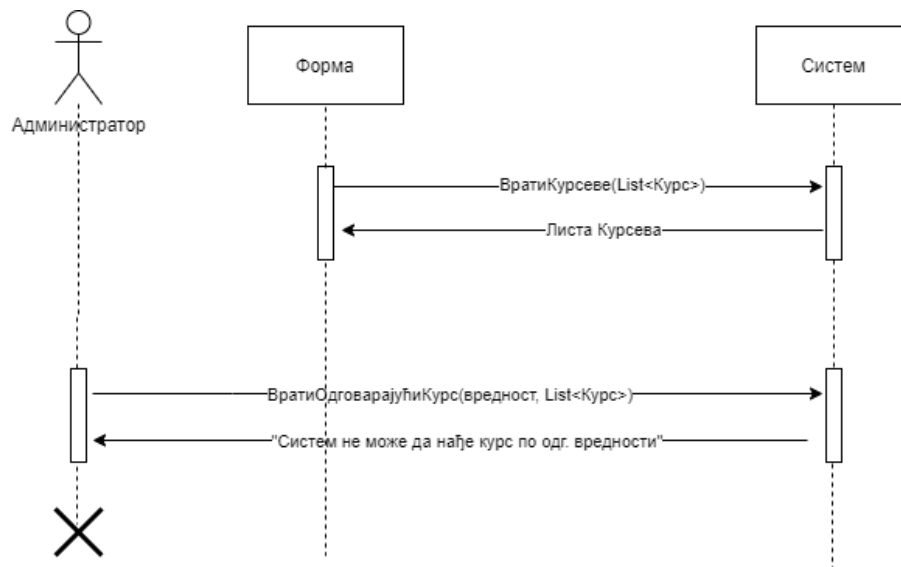 Форма
Систем
Администратор
ВратиКурсеве(List<Курс>)
Листа Курсева
ВратиОдговарајућиКурс(вредност, List<Курс>)
"Систем не може да нађе курс по одг. вредности"